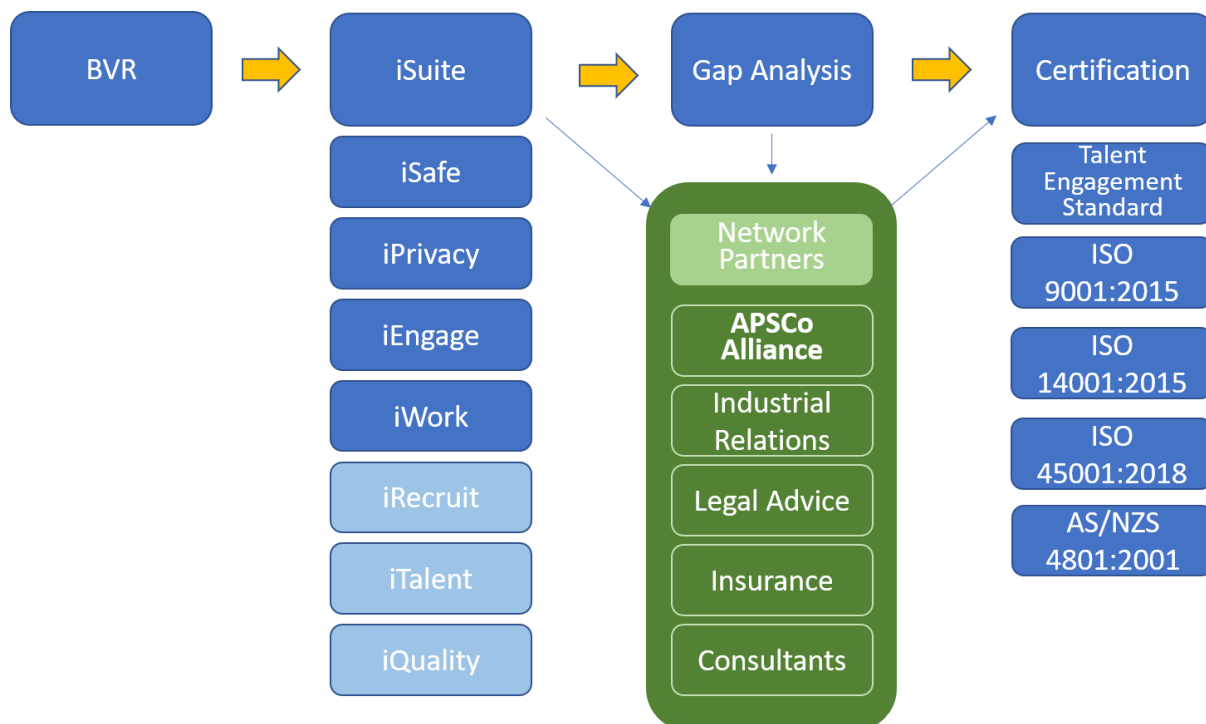 BVR
iSuite
Gap Analysis
Certification
iSafe
iPrivacy
iEngage
iWork
iRecruit
iTalent
iQuality
Network
Partners
APSCo
Alliance
Industrial
Relations
Legal Advice
Insurance
Consultants
Talent
Engagement
Standard
ISO
9001:2015
ISO
14001:2015
ISO
45001:2018
AS/NZS
4801:2001